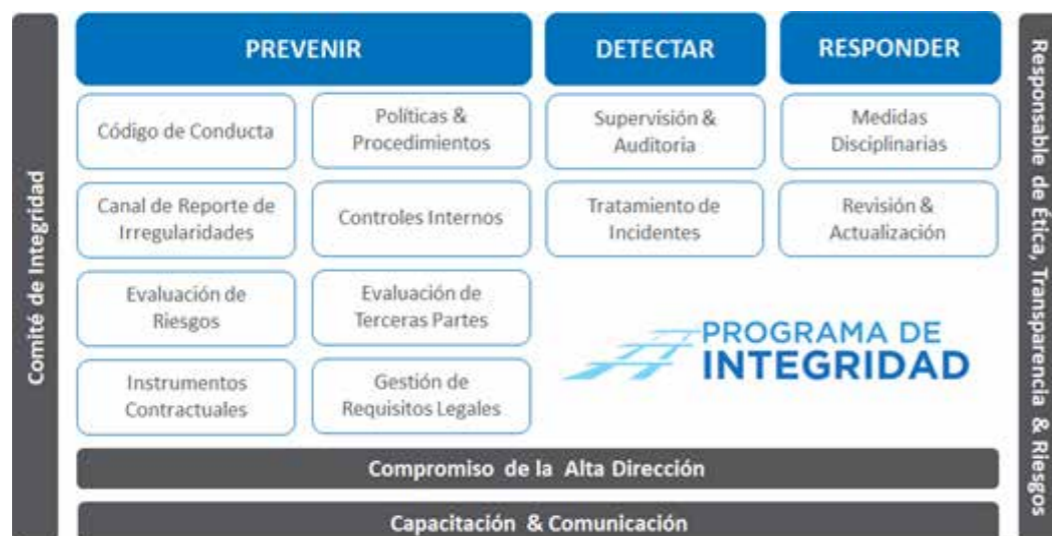 Comité de Integridad
PREVENIR
DETECTAR
RESPONDER
Código de Conducta
Políticas &
Procedimientos
Supervisión &
Auditoria
Medidas
Disciplinarias
Canal de Reporte de
Irregularidades
Controles Internos
Tratamiento de
Incidentes
Revisión &
Actualización
Evaluación de
Riesgos
Evaluación de
Terceras Partes
PROGRAMA DE
INTEGRIDAD
Instrumentos
Contractuales
Gestión de
Requisitos Legales
Compromiso de la Alta Dirección
Capacitación & Comunicación
Responsable de Ética, Transparencia & Riesgos